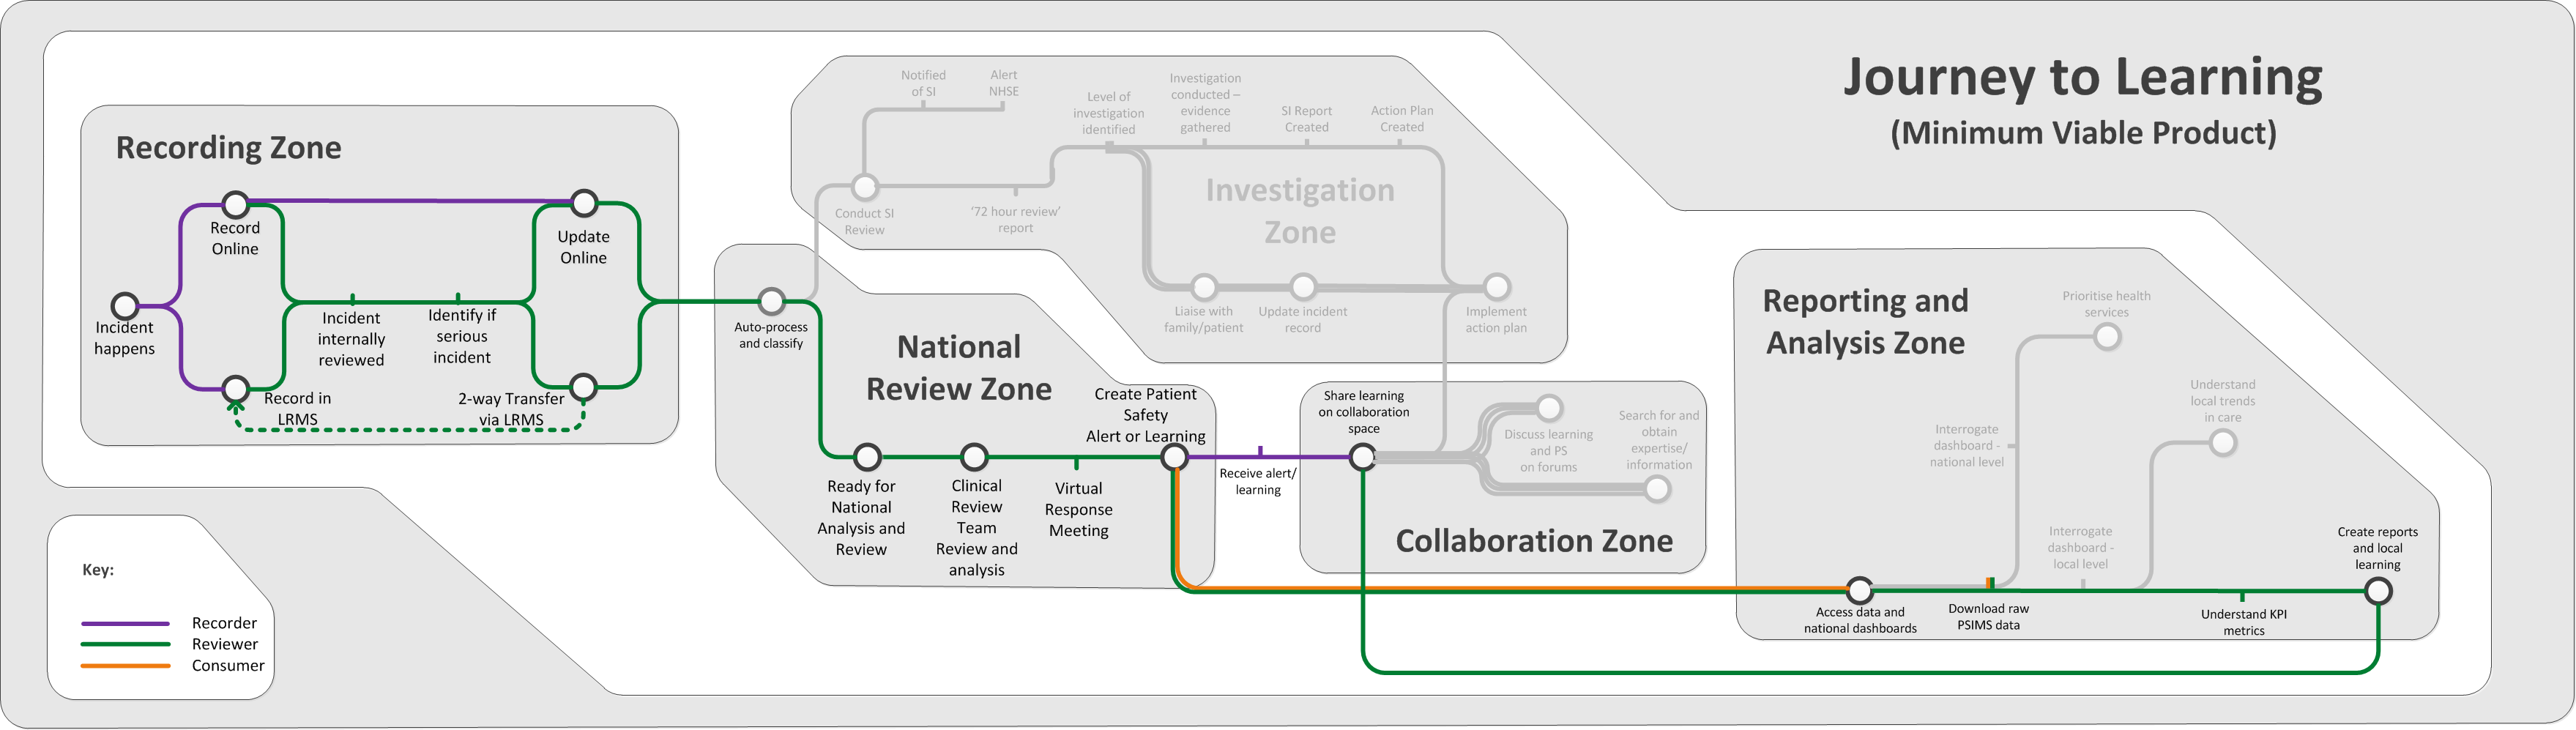 Journey to Learning
(Minimum Viable Product)
Recording Zone
Record
Online
Update
Online
Incident
happens
Incident
internally
reviewed
Identify if
serious
incident
Record in
LRMS
2-way Transfer
via LRMS
Notified
of SI
Alert
NHSE
Level of
investigation
identified
Investigation
conducted –
evidence
gathered
SI Report
Created
Action Plan
Created
Conduct SI
Review
‘72 hour review’
report
Investigation
Zone
Liaise with
family/patient
Update incident
record
Implement
action plan
Auto-process
and classify
National
Review Zone
Create Patient
Safety
Alert or Learning
Ready for
National
Analysis and
Review
Clinical
Review
Team
Review and
analysis
Virtual
Response
Meeting
Receive alert/
learning
Share learning
on collaboration
space
Discuss learning
and PS
on forums
Search for and
obtain
expertise/
information
Collaboration Zone
Reporting and
Analysis Zone
Prioritise health
services
Understand
local trends
in care
Interrogate
dashboard -
national level
Interrogate
dashboard -
local level
Create reports
and local
learning
Access data and
national dashboards
Download raw
PSIMS data
Understand KPI
metrics
Key:
Recorder
Reviewer
Consumer